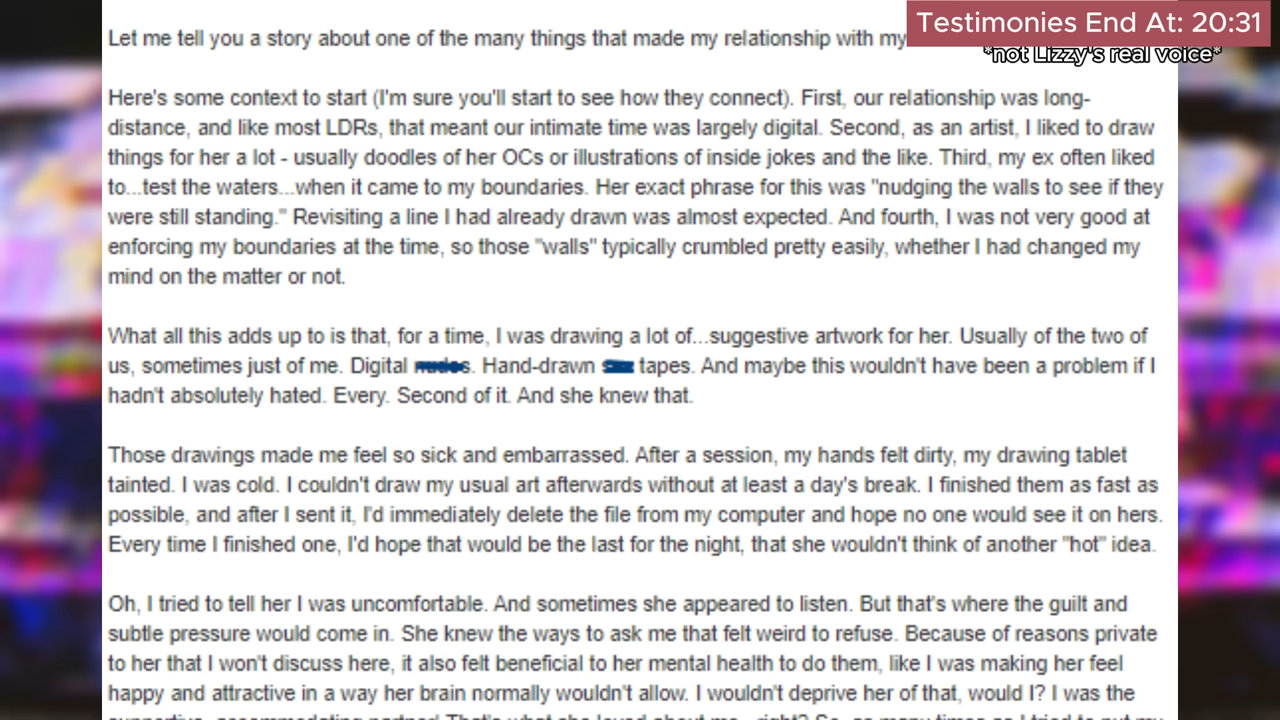 Testimonies End At: 20:31
*not Lizzy's real voice*
Let me tell you a story about one of the many things that made my relationship with my
Here's some context to start (I'm sure you'll start to see how they connect). First, our relationship was long-
distance, and like most LDRs, that meant our intimate time was largely digital. Second, as an artist, I liked to draw
things for her a lot - usually doodles of her OCs or illustrations of inside jokes and the like. Third, my ex often liked
to...test the waters...when it came to my boundaries. Her exact phrase for this was "nudging the walls to see if they
were still standing." Revisiting a line I had already drawn was almost expected. And fourth, I was not very good at
enforcing my boundaries at the time, so those "walls" typically crumbled pretty easily, whether I had changed my
mind on the matter or not.
What all this adds up to is that, for a time, I was drawing a lot of...suggestive artwork for her. Usually of the two of
us, sometimes just of me. Digital . Hand-drawn tapes. And maybe this wouldn't have been a problem if I
hadn't absolutely hated. Every. Second of it. And she knew that.
Those drawings made me feel so sick and embarrassed. After a session, my hands felt dirty, my drawing tablet
tainted. I was cold. I couldn't draw my usual art afterwards without at least a day's break. I finished them as fast as
possible, and after I sent it, I'd immediately delete the file from my computer and hope no one would see it on hers.
Every time I finished one, I'd hope that would be the last for the night, that she wouldn't think of another "hot" idea.
Oh, I tried to tell her I was uncomfortable. And sometimes she appeared to listen. But that's where the guilt and
subtle pressure would come in. She knew the ways to ask me that felt weird to refuse. Because of reasons private
to her that I won't discuss here, it also felt beneficial to her mental health to do them, like I was making her feel
happy and attractive in a way her brain normally wouldn't allow. I wouldn't deprive her of that, would I? I was the